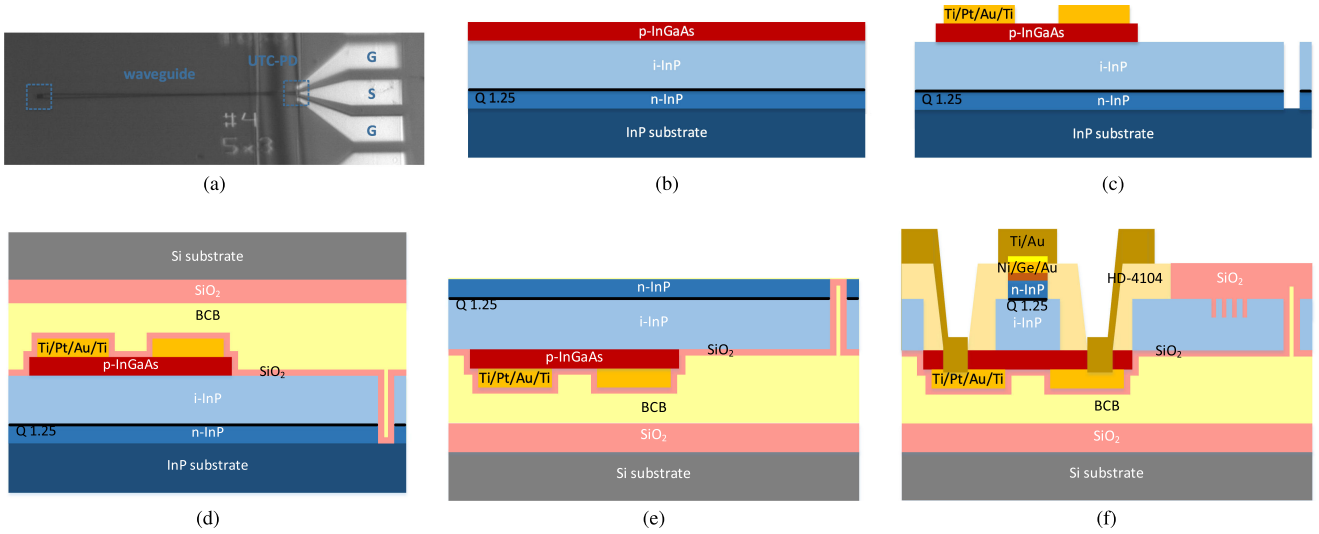 waveguide
UTC-PD
G
S
G
#4
5x3
(a)
p-InGaAs
i-InP
Q 1.25
n-InP
InP substrate
(b)
Ti/Pt/Au/Ti
p-InGaAs
i-InP
Q 1.25
n-InP
InP substrate
(c)
Si substrate
SiO₂
BCB
Ti/Pt/Au/Ti
p-InGaAs
SiO₂
i-InP
Q 1.25
n-InP
InP substrate
(d)
n-InP
Q 1.25
i-InP
SiO₂
p-InGaAs
Ti/Pt/Au/Ti
BCB
SiO₂
Si substrate
(e)
Ti/Au
Ni/Ge/Au
HD-4104
SiO₂
n-InP
Q 1.25
i-InP
SiO₂
Ti/Pt/Au/Ti
BCB
SiO₂
Si substrate
(f)